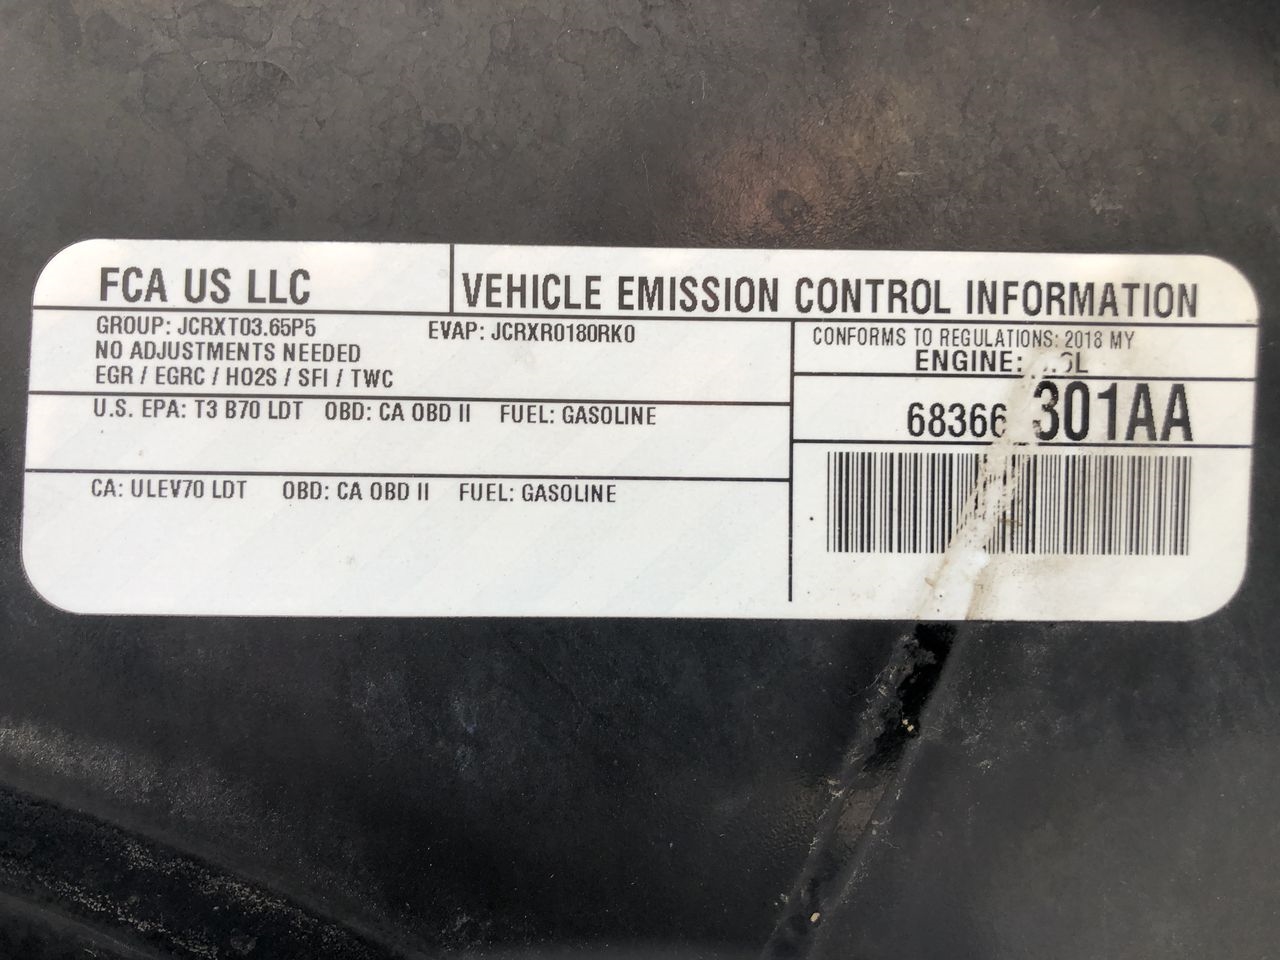 FCA US LLC
VEHICLE EMISSION CONTROL INFORMATION
GROUP: JCRXT03.65P5 EVAP: JCRXR0180RK0
NO ADJUSTMENTS NEEDED
EGR / EGRC / HO2S / SFI / TWC
CONFORMS TO REGULATIONS: 2018 MY
ENGINE:
68366301AA
U.S. EPA: T3 B70 LDT OBD: CA OBD II FUEL: GASOLINE
CA: ULEV70 LDT OBD: CA OBD II FUEL: GASOLINE